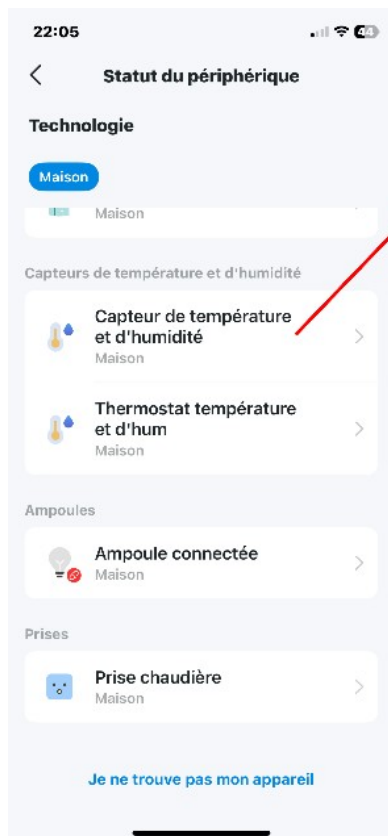 22:05
44
Statut du périphérique
Technologie
Maison
Maison
Capteurs de température et d'humidité
Capteur de température
et d'humidité
Maison
Thermostat température
et d'hum
Maison
Ampoules
Ampoule connectée
Maison
Prises
Prise chaudière
Maison
Je ne trouve pas mon appareil